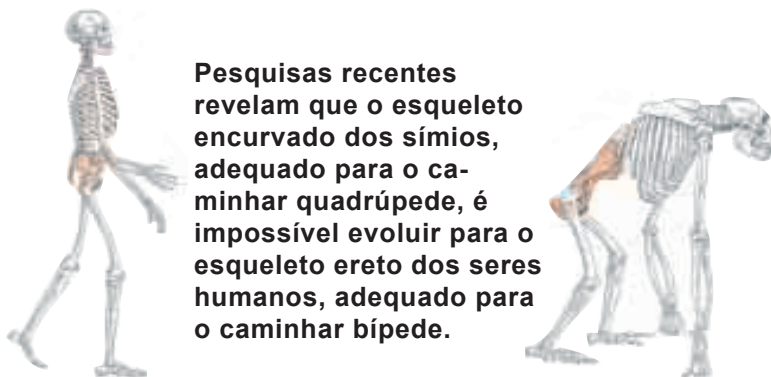 Pesquisas recentes
revelam que o esqueleto
encurvado dos símios,
adequado para o ca-
minhar quadrúpede, é
impossível evoluir para o
esqueleto ereto dos seres
humanos, adequado para
o caminhar bípede.